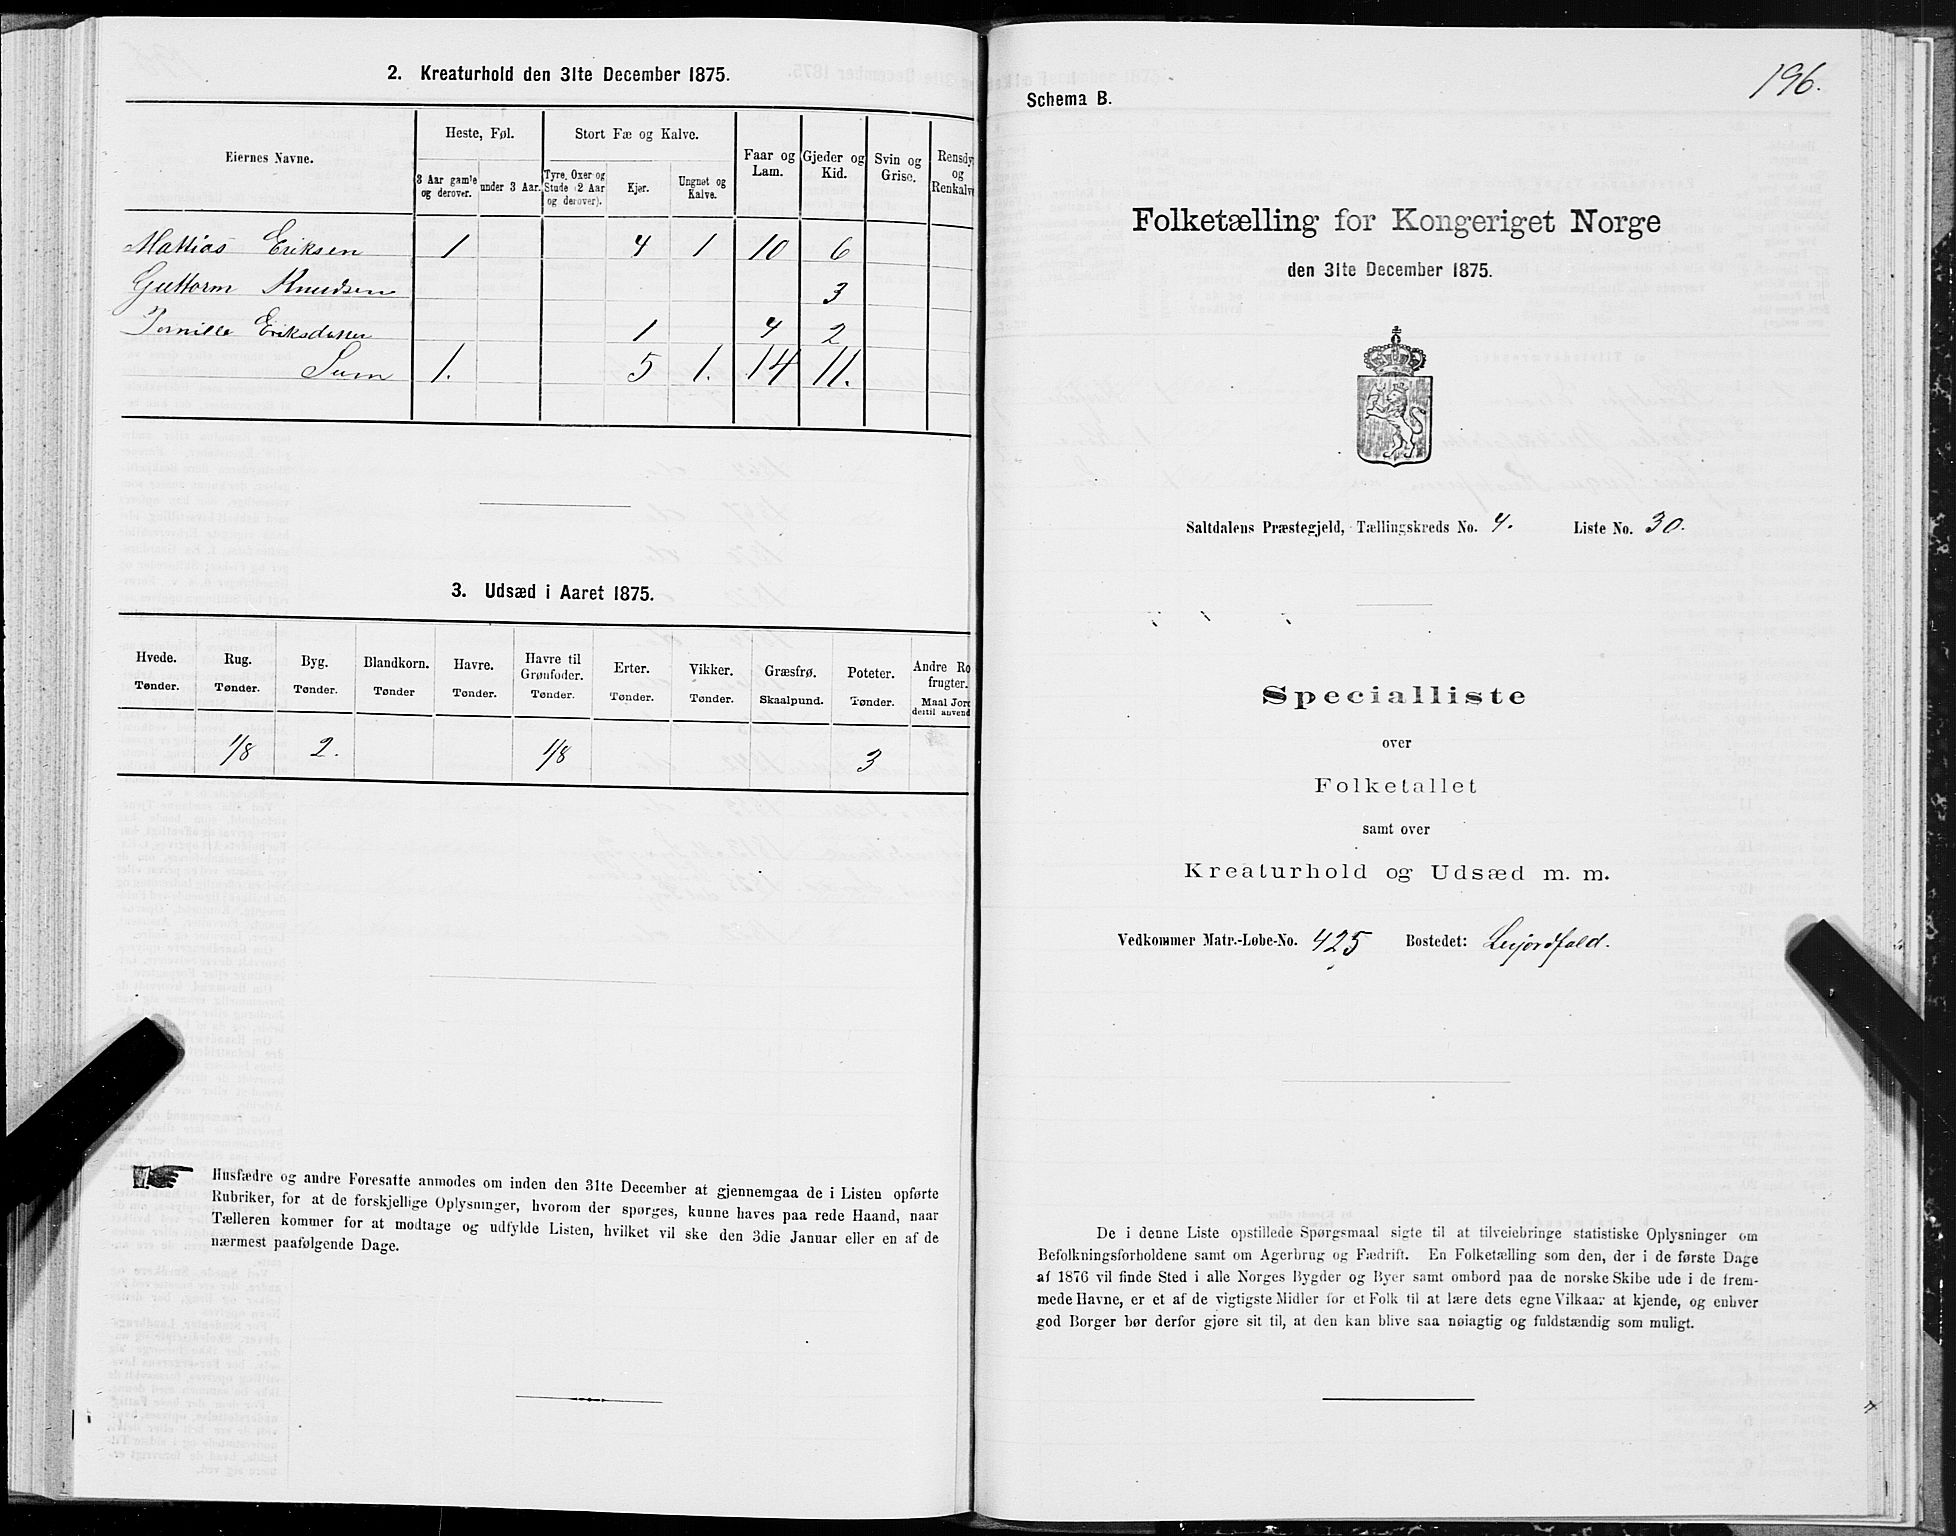 2. Kreaturhold den 31te December 1875.
Eiernes Navne.
Heste, Føl.
Stort Fæ og Kalve.
Faar og Lam.
Gjeder og Kid.
Svin og Grise.
Rensdy
og
Renkalve
3 Aar gamle og derover.
under 3 Aar.
Tyre, Oxer og Stude (2 Aar og derover).
Kjør.
Ungnøt og Kalve.
Mattias Eriksen 1 4 1 10 6
Guttorm Knudsen 3
Pernille Eriksdatter 1 4 2
Sum 1. 5 1. 14 11.
3. Udsæd i Aaret 1875.
Hvede. Rug. Byg. Blandkorn. Havre. Havre til Grønfoder. Erter. Vikker. Græsfrø. Poteter. Andre Ro
frugter.
Tønder. Tønder. Tønder. Tønder Tønder. Tønder. Tønder. Tønder. Skaalpund. Tønder. Maal Jord
dertil anvend
1/8 2. 1/8 3
Husfædre og andre Foresatte anmodes om inden den 31te December at gjennemgaa de i Listen opførte
Rubriker, for at de forskjellige Oplysninger, hvorom der spørges, kunne haves paa rede Haand, naar
Tælleren kommer for at modtage og udfylde Listen, hvilket vil ske den 3die Januar eller en af de
nærmest paafølgende Dage.
196.
Schema B.
Folketælling for Kongeriget Norge
den 31te December 1875.
Saltdalens Præstegjeld, Tællingskreds No. 4. Liste No. 30.
Specialliste
over
Folketallet
samt over
Kreaturhold og Udsæd m. m.
Vedkommer Matr.-Løbe-No. 425 Bostedet: Lejordfald.
De i denne Liste opstillede Spørgsmaal sigte til at tilveiebringe statistiske Oplysninger om
Befolkningsforholdene samt om Agerbrug og Fædrift. En Folketælling som den, der i de første Dage
af 1876 vil finde Sted i alle Norges Bygder og Byer samt ombord paa de norske Skibe ude i de frem-
mede Havne, er et af de vigtigste Midler for et Folk til at lære dets egne Vilkaar at kjende, og enhver
god Borger bør derfor gjøre sit til, at den kan blive saa nøiagtig og fuldstændig som muligt.